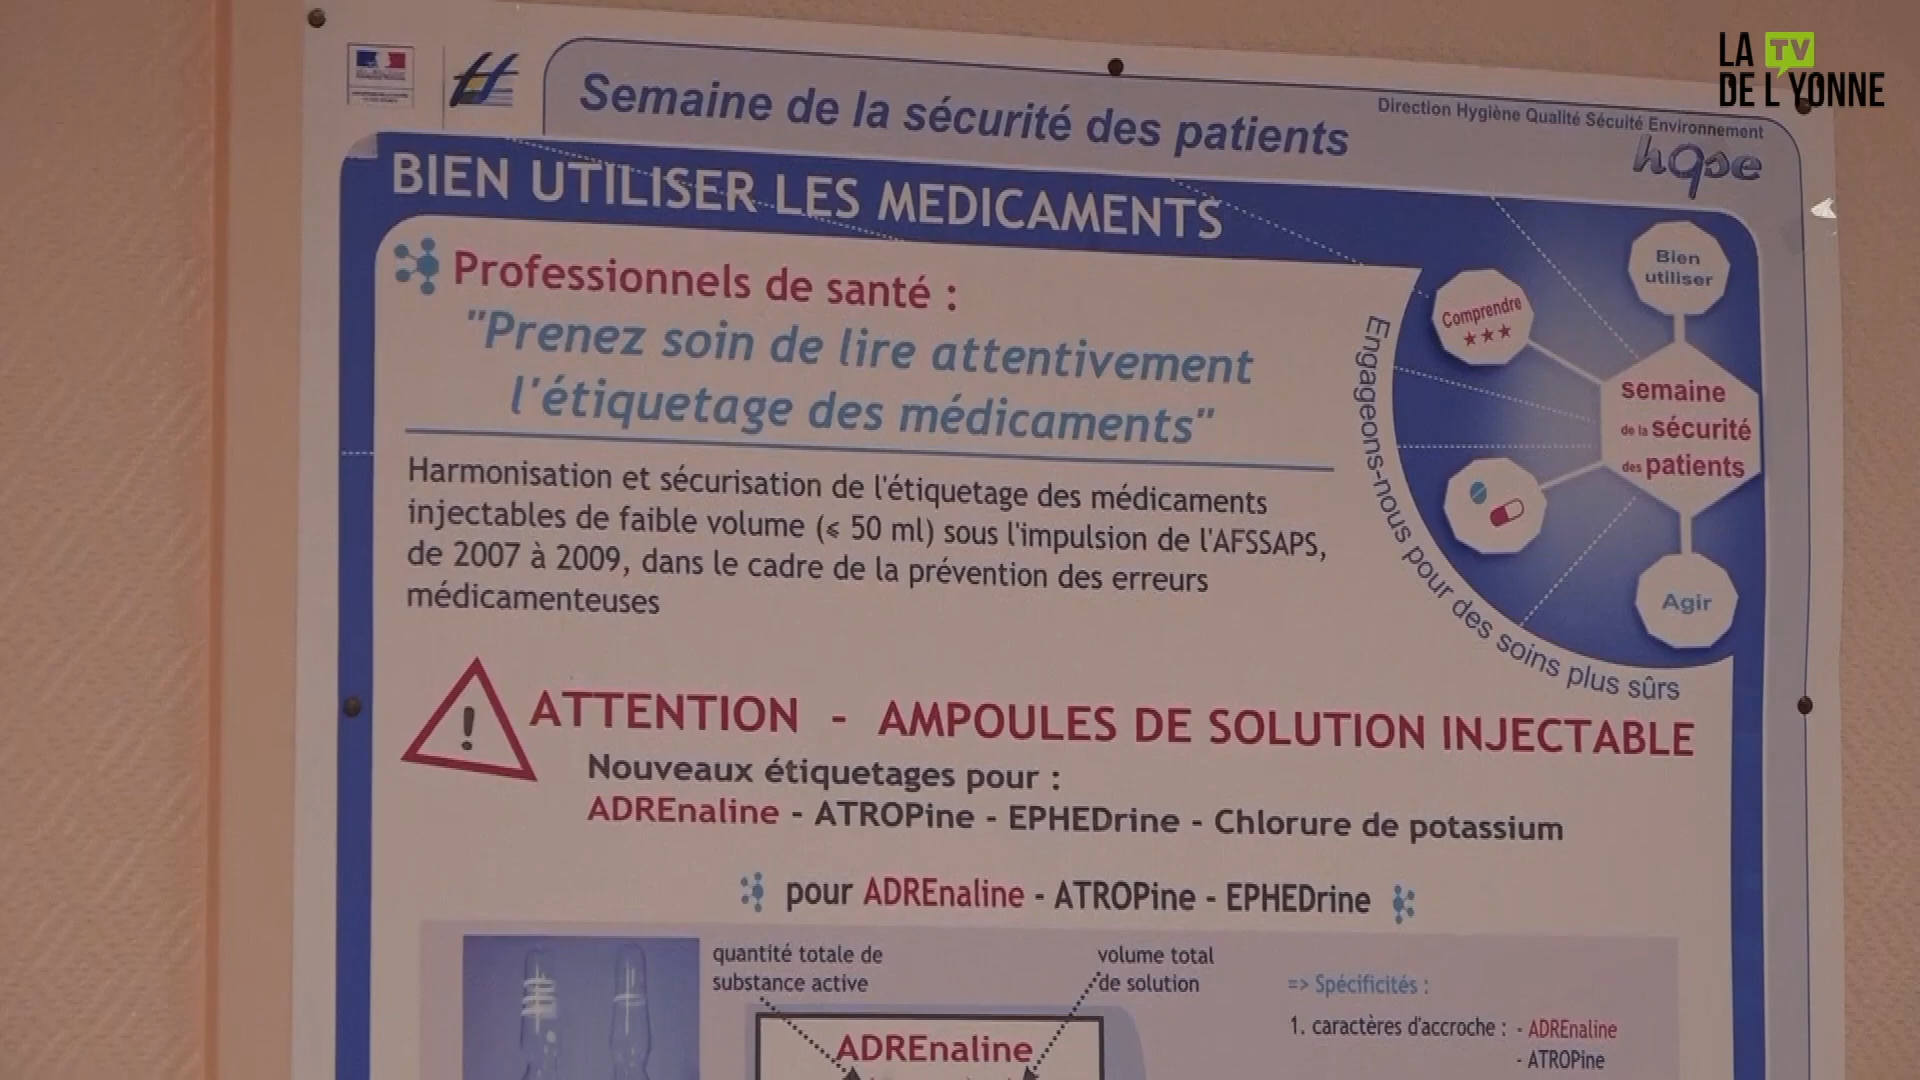 LA TV
DE L'YONNE
Semaine de la sécurité des patients
Direction Hygiène Qualité Sécuité Environnement
hqse
BIEN UTILISER LES MEDICAMENTS
Professionnels de santé :
"Prenez soin de lire attentivement
l'étiquetage des médicaments"
Harmonisation et sécurisation de l'étiquetage des médicaments
injectables de faible volume (≤ 50 ml) sous l'impulsion de l'AFSSAPS,
de 2007 à 2009, dans le cadre de la prévention des erreurs
médicamenteuses
Bien
utiliser
Comprendre
semaine
de la sécurité
des patients
Agir
Engageons-nous pour des soins plus sûrs
! ATTENTION - AMPOULES DE SOLUTION INJECTABLE
Nouveaux étiquetages pour :
ADREnaline - ATROPine - EPHEDrine - Chlorure de potassium
pour ADREnaline - ATROPine - EPHEDrine
quantité totale de
substance active
volume total
de solution
ADREnaline
=> Spécificités :
1. caractères d'accroche : - ADREnaline
- ATROPine